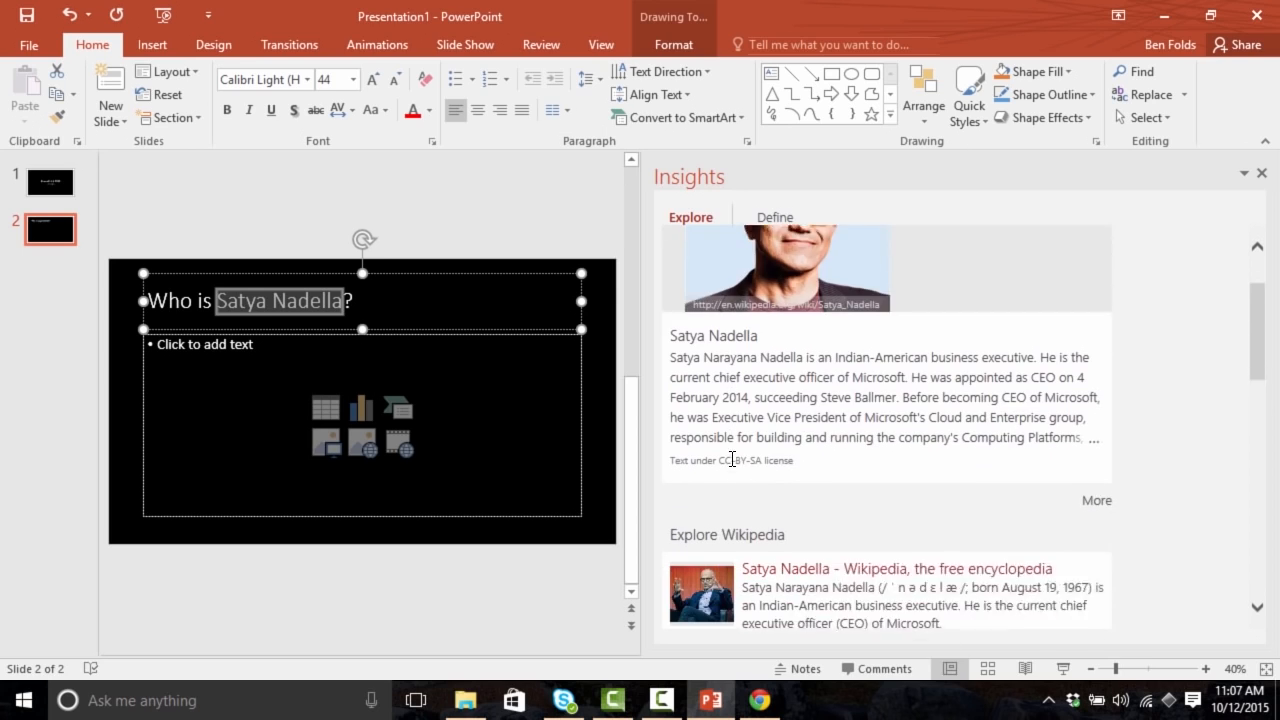 Presentation1 - PowerPoint
Drawing To...
File
Home
Insert
Design
Transitions
Animations
Slide Show
Review
View
Format
Tell me what you want to do...
Ben Folds
Share
Paste
Clipboard
New
Slide
Layout
Reset
Section
Slides
Calibri Light (H
44
B I U S abc AV Aa A
Font
Text Direction
Align Text
Convert to SmartArt
Paragraph
Arrange
Quick
Styles
Shape Fill
Shape Outline
Shape Effects
Drawing
Find
Replace
Select
Editing
1
2
Who is Satya Nadella?
• Click to add text
Insights
Explore
Define
http://en.wikipedia.org/wiki/Satya_Nadella
Satya Nadella
Satya Narayana Nadella is an Indian-American business executive. He is the
current chief executive officer of Microsoft. He was appointed as CEO on 4
February 2014, succeeding Steve Ballmer. Before becoming CEO of Microsoft,
he was Executive Vice President of Microsoft's Cloud and Enterprise group,
responsible for building and running the company's Computing Platforms, ...
Text under CC-BY-SA license
More
Explore Wikipedia
Satya Nadella - Wikipedia, the free encyclopedia
Satya Narayana Nadella (/ ˈ n ə d ɛ l æ /; born August 19, 1967) is
an Indian-American business executive. He is the current chief
executive officer (CEO) of Microsoft.
Slide 2 of 2
Notes
Comments
40%
Ask me anything
11:07 AM
10/12/2015